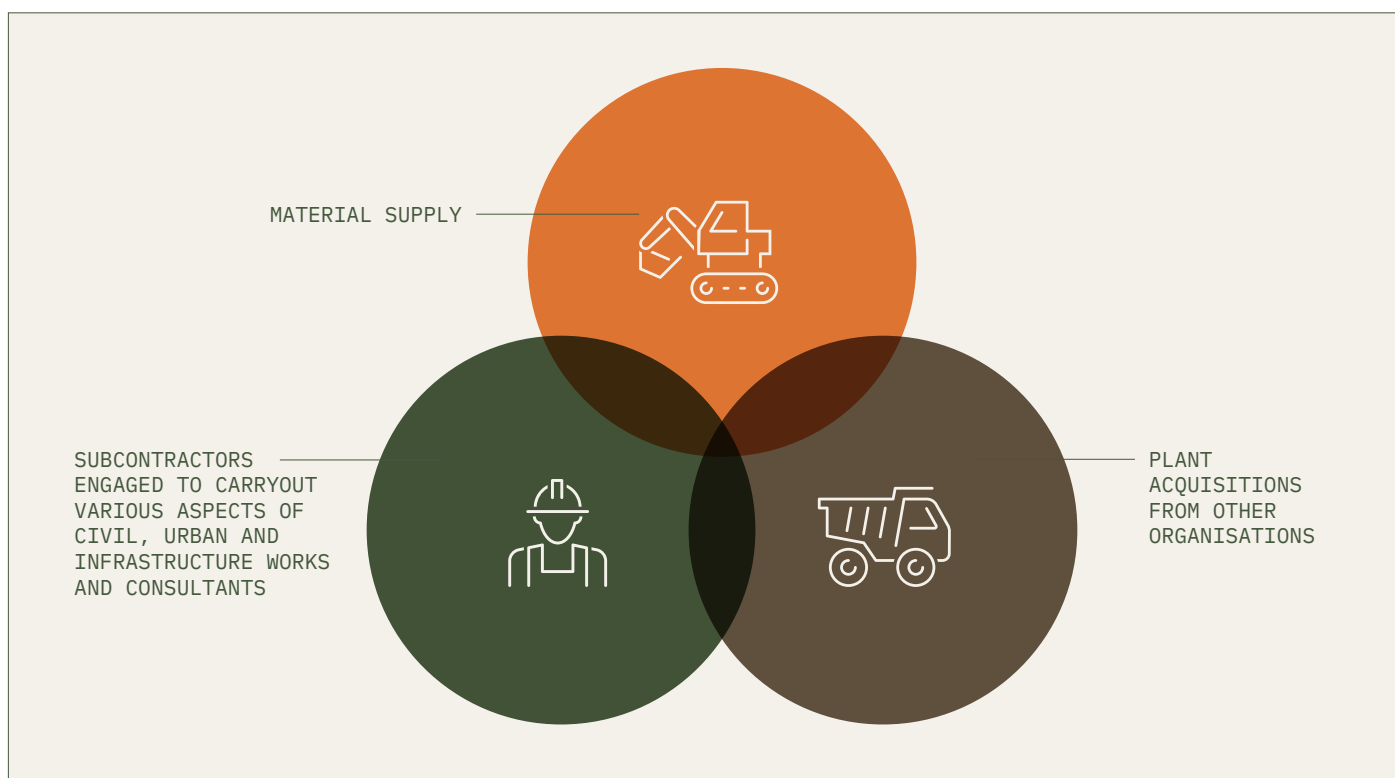 MATERIAL SUPPLY
SUBCONTRACTORS
ENGAGED TO CARRYOUT
VARIOUS ASPECTS OF
CIVIL, URBAN AND
INFRASTRUCTURE WORKS
AND CONSULTANTS
PLANT
ACQUISITIONS
FROM OTHER
ORGANISATIONS